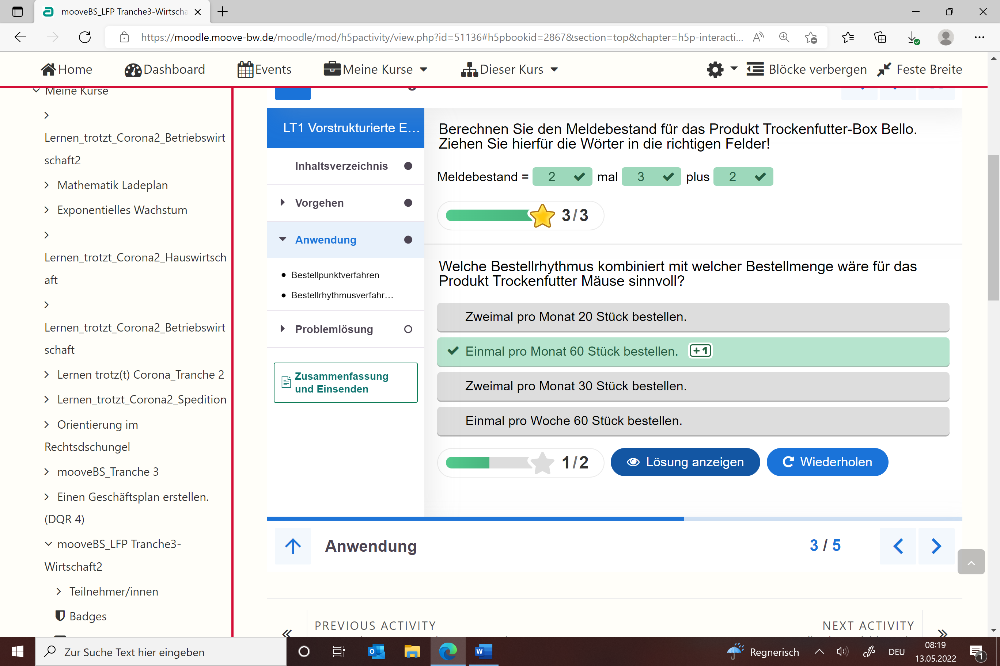 mooveBS_LFP Tranche3-Wirtscha
https://moodle.moove-bw.de/moodle/mod/h5pactivity/view.php?id=51136#h5pbookid=2867&section=top&chapter=h5p-interacti...
Home
Dashboard
Events
Meine Kurse
Dieser Kurs
Blöcke verbergen
Feste Breite
Meine Kurse
Lernen_trotzt_Corona2_Betriebswirt
schaft2
Mathematik Ladeplan
Exponentielles Wachstum
Lernen_trotzt_Corona2_Hauswirtsch
aft
Lernen_trotzt_Corona2_Betriebswirt
schaft
Lernen trotz(t) Corona_Tranche 2
Lernen_trotzt_Corona2_Spedition
Orientierung im
Rechtsdschungel
mooveBS_Tranche 3
Einen Geschäftsplan erstellen.
(DQR 4)
mooveBS_LFP Tranche3-
Wirtschaft2
Teilnehmer/innen
Badges
LT1 Vorstrukturierte E...
Inhaltsverzeichnis
Vorgehen
Anwendung
Bestellpunktverfahren
Bestellrhythmusverfahr...
Problemlösung
Zusammenfassung
und Einsenden
Berechnen Sie den Meldebestand für das Produkt Trockenfutter-Box Bello.
Ziehen Sie hierfür die Wörter in die richtigen Felder!
Meldebestand = 2 mal 3 plus 2
3/3
Welche Bestellrhythmus kombiniert mit welcher Bestellmenge wäre für das
Produkt Trockenfutter Mäuse sinnvoll?
Zweimal pro Monat 20 Stück bestellen.
Einmal pro Monat 60 Stück bestellen. +1
Zweimal pro Monat 30 Stück bestellen.
Einmal pro Woche 60 Stück bestellen.
1/2 Lösung anzeigen Wiederholen
Anwendung
3 / 5
PREVIOUS ACTIVITY
NEXT ACTIVITY
Zur Suche Text hier eingeben
Regnerisch
DEU
08:19
13.05.2022
1